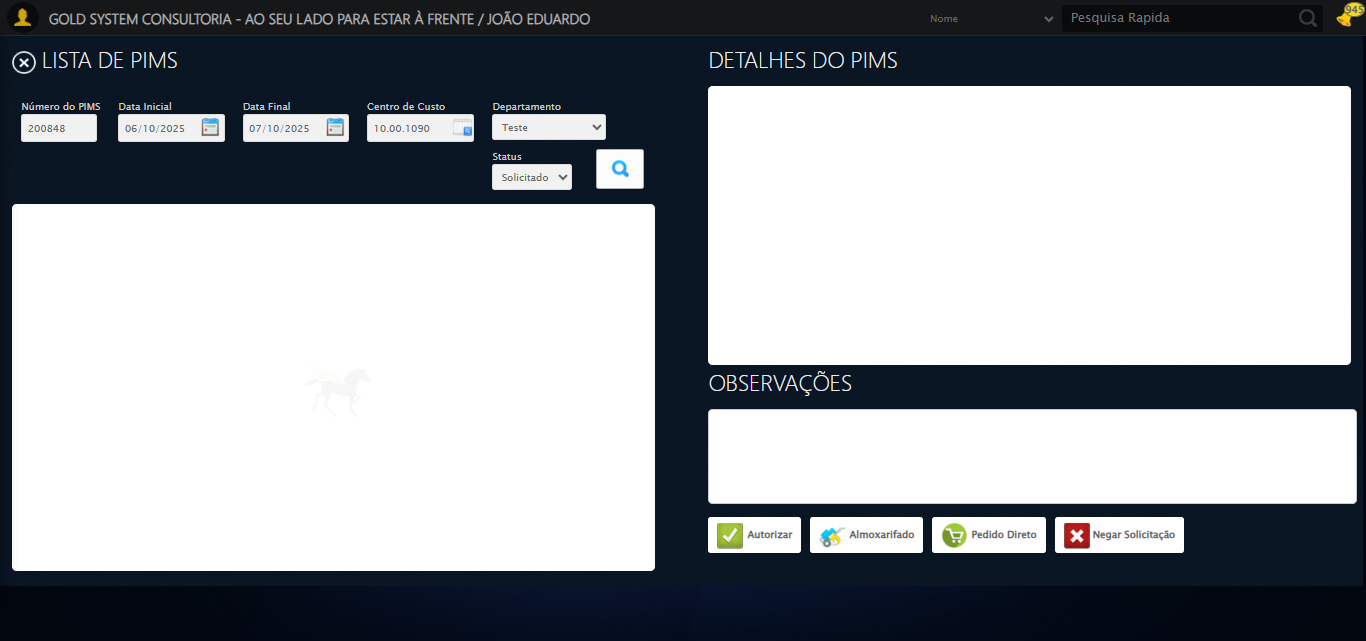 GOLD SYSTEM CONSULTORIA - AO SEU LADO PARA ESTAR À FRENTE / JOÃO EDUARDO
Nome
Pesquisa Rapida
945
LISTA DE PIMS
Número do PIMS
Data Inicial
Data Final
Centro de Custo
Departamento
200848
06/10/2025
07/10/2025
10.00.1090
Teste
Status
Solicitado
DETALHES DO PIMS
OBSERVAÇÕES
Autorizar
Almoxarifado
Pedido Direto
Negar Solicitação